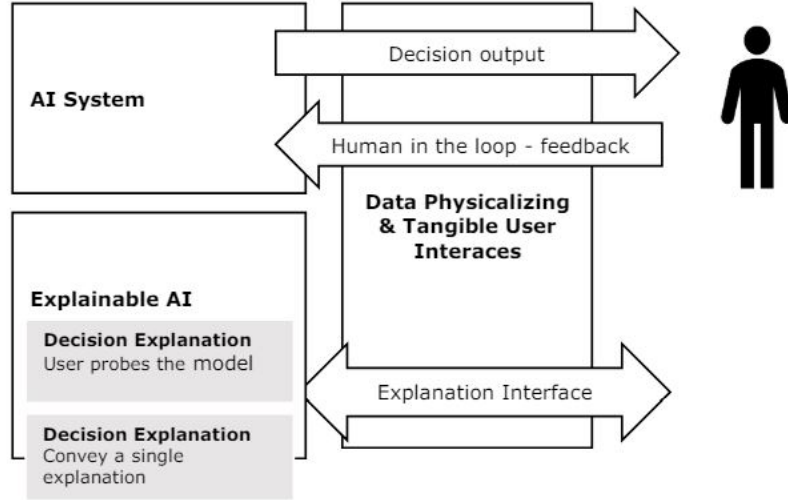 Decision output
AI System
Human in the loop - feedback
Data Physicalizing
& Tangible User
Interaces
Explainable AI
Decision Explanation
User probes the model
Explanation Interface
Decision Explanation
Convey a single
explanation